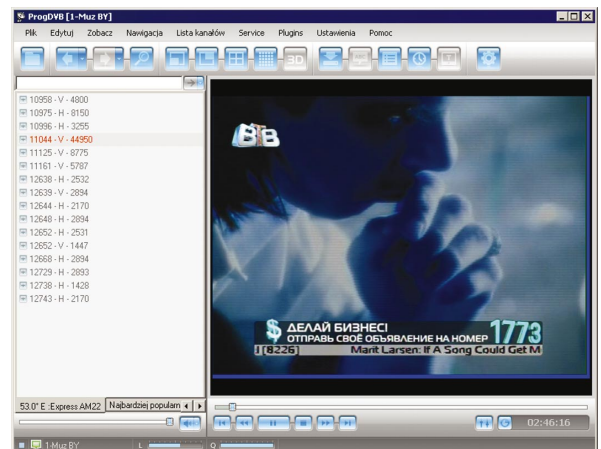 ProgDVB [1-Muz BY]
Plik Edytuj Zobacz Nawigacja Lista kanałów Service Plugins Ustawienia Pomoc
3D
10958 - V - 4800
10975 - H - 8150
10996 - H - 3255
11044 - V - 44950
11125 - V - 8775
11161 - V - 5787
12638 - H - 2532
12639 - V - 2894
12644 - H - 2170
12648 - H - 2894
12652 - H - 2531
12652 - V - 1447
12668 - H - 2894
12729 - H - 2893
12738 - H - 1428
12743 - H - 2170
BTB
$ ДЕЛАЙ БИЗНЕС!
ОТПРАВЬ СВОЁ ОБЪЯВЛЕНИЕ НА НОМЕР 1773
[8226] Marit Larsen: If A Song Could Get M
53.0° E :Express AM22 Najbardziej popularn
02:46:16
1-Muz BY L Q